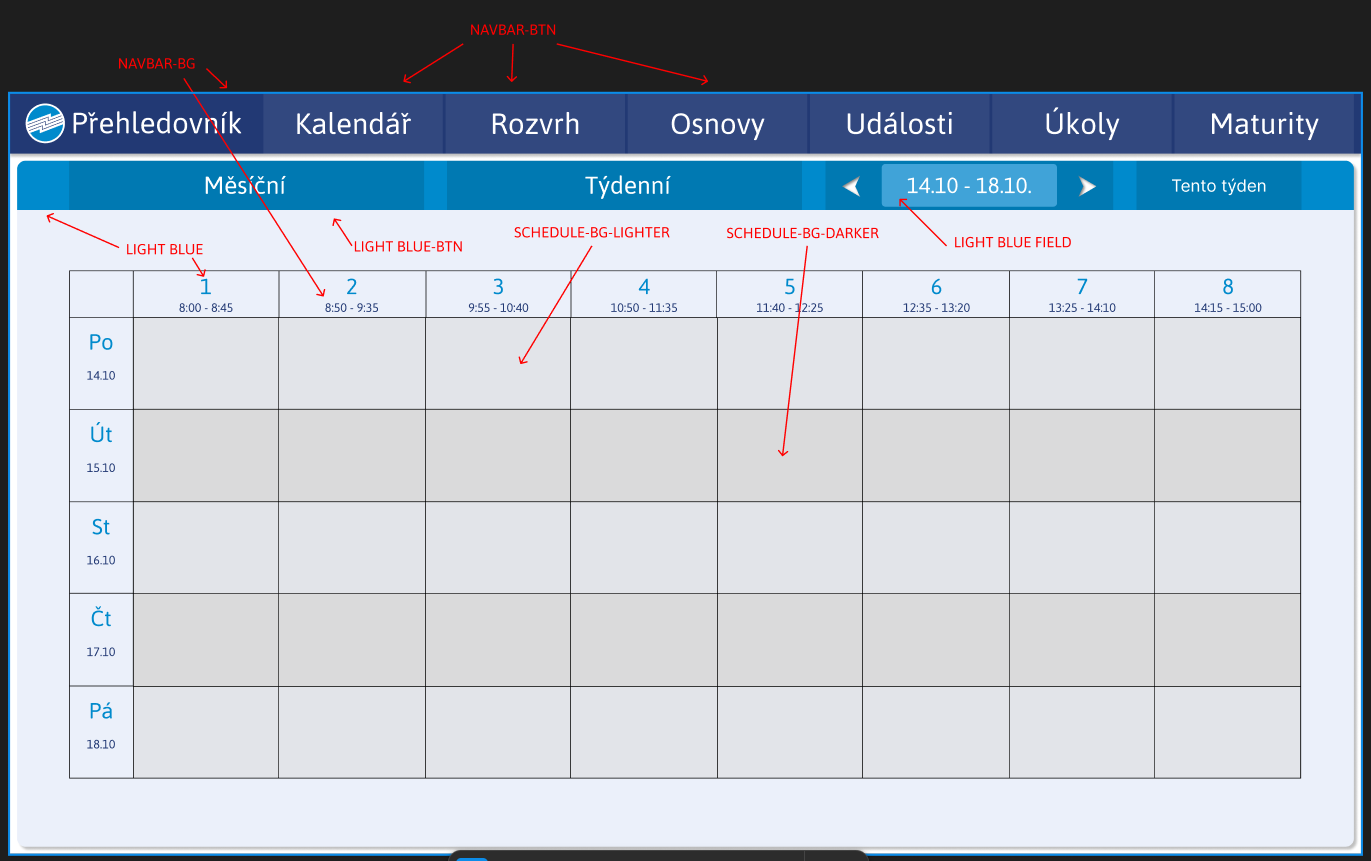 NAVBAR-BTN
NAVBAR-BG
Přehledovník Kalendář Rozvrh Osnovy Události Úkoly Maturity
Měsíční Týdenní 14.10 - 18.10. Tento týden
LIGHT BLUE LIGHT BLUE-BTN SCHEDULE-BG-LIGHTER SCHEDULE-BG-DARKER LIGHT BLUE FIELD
1 2 3 4 5 6 7 8
8:00 - 8:45 8:50 - 9:35 9:55 - 10:40 10:50 - 11:35 11:40 - 12:25 12:35 - 13:20 13:25 - 14:10 14:15 - 15:00
Po
14.10
Út
15.10
St
16.10
Čt
17.10
Pá
18.10